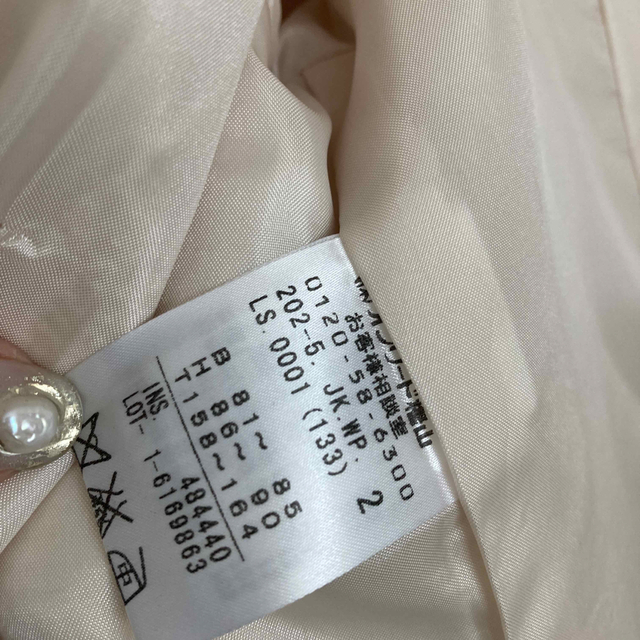 お客様相談室
0120-58-6300
202-5. JK.WP. 2
LS. 0001 (133)
B 81~ 85
H 86~ 90
T 158~164
INS. 484440
LOT- 1-6169863